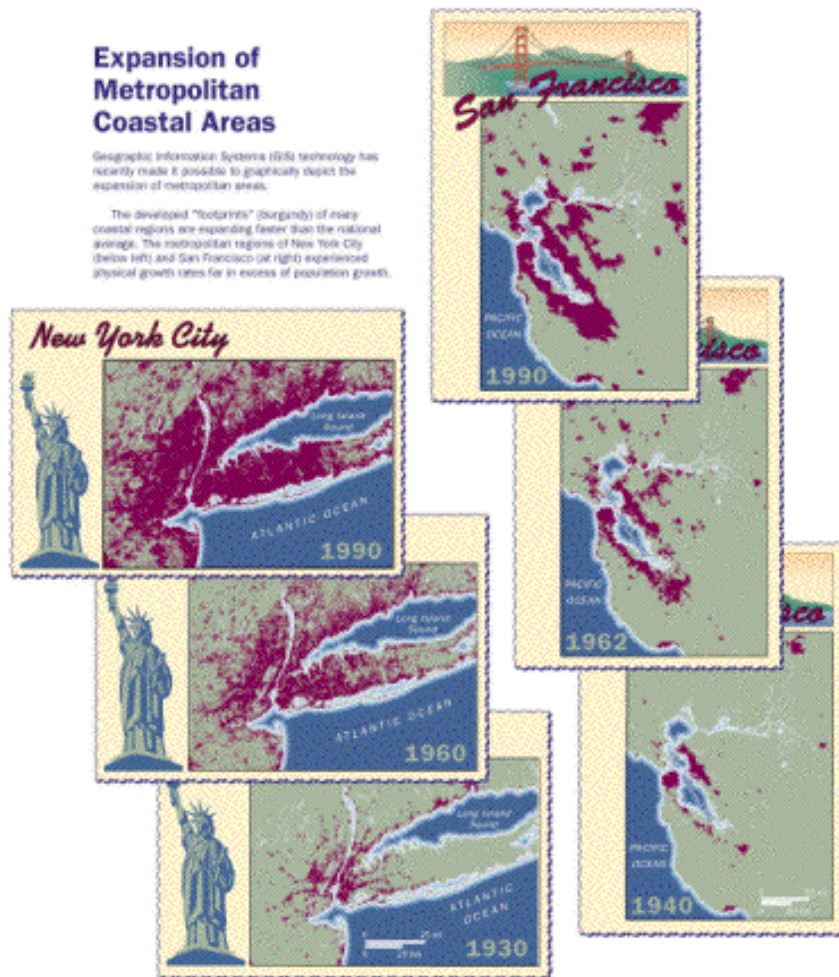 Expansion of
Metropolitan
Coastal Areas
Geographic Information Systems (GIS) technology has
recently made it possible to graphically depict the
expansion of metropolitan areas.
The developed "footprints" (burgundy) of many
coastal regions are expanding faster than the national
average. The metropolitan regions of New York City
(below left) and San Francisco (at right) experienced
physical growth rates far in excess of population growth.
San Francisco
PACIFIC
OCEAN
1990
New York City
Long Island
Sound
ATLANTIC OCEAN
1990
cisco
PACIFIC
OCEAN
1962
Long Island
Sound
ATLANTIC OCEAN
1960
isco
PACIFIC
OCEAN
1940
Long Island
Sound
ATLANTIC
OCEAN
1930